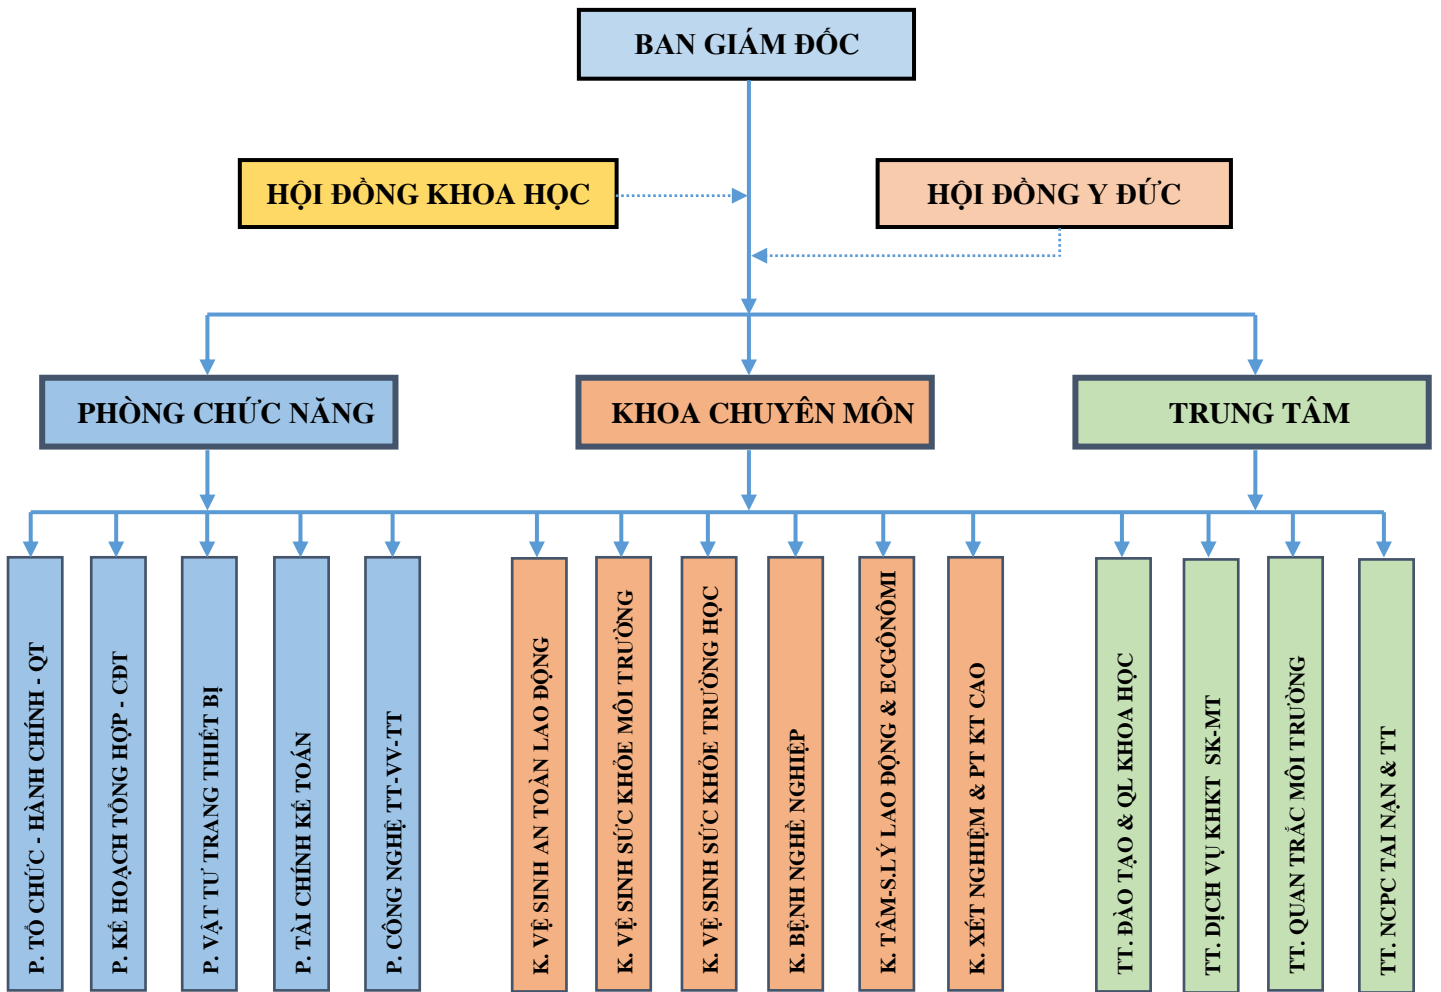 BAN GIÁM ĐỐC
HỘI ĐỒNG KHOA HỌC
HỘI ĐỒNG Y ĐỨC
PHÒNG CHỨC NĂNG
KHOA CHUYÊN MÔN
TRUNG TÂM
P. TỔ CHỨC - HÀNH CHÍNH - QT
P. KẾ HOẠCH TỔNG HỢP - CĐT
P. VẬT TƯ TRANG THIẾT BỊ
P. TÀI CHÍNH KẾ TOÁN
P. CÔNG NGHỆ TT-VV-TT
K. VỆ SINH AN TOÀN LAO ĐỘNG
K. VỆ SINH SỨC KHỎE MÔI TRƯỜNG
K. VỆ SINH SỨC KHỎE TRƯỜNG HỌC
K. BỆNH NGHỀ NGHIỆP
K. TÂM-S.LÝ LAO ĐỘNG & ECGÔNÔMI
K. XÉT NGHIỆM & PT KT CAO
TT. ĐÀO TẠO & QL KHOA HỌC
TT. DỊCH VỤ KHKT SK-MT
TT. QUAN TRẮC MÔI TRƯỜNG
TT. NCPC TAI NẠN & TT